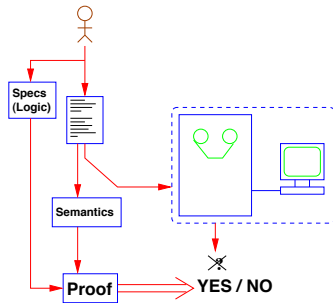 Specs
(Logic)
Semantics
Proof
YES / NO